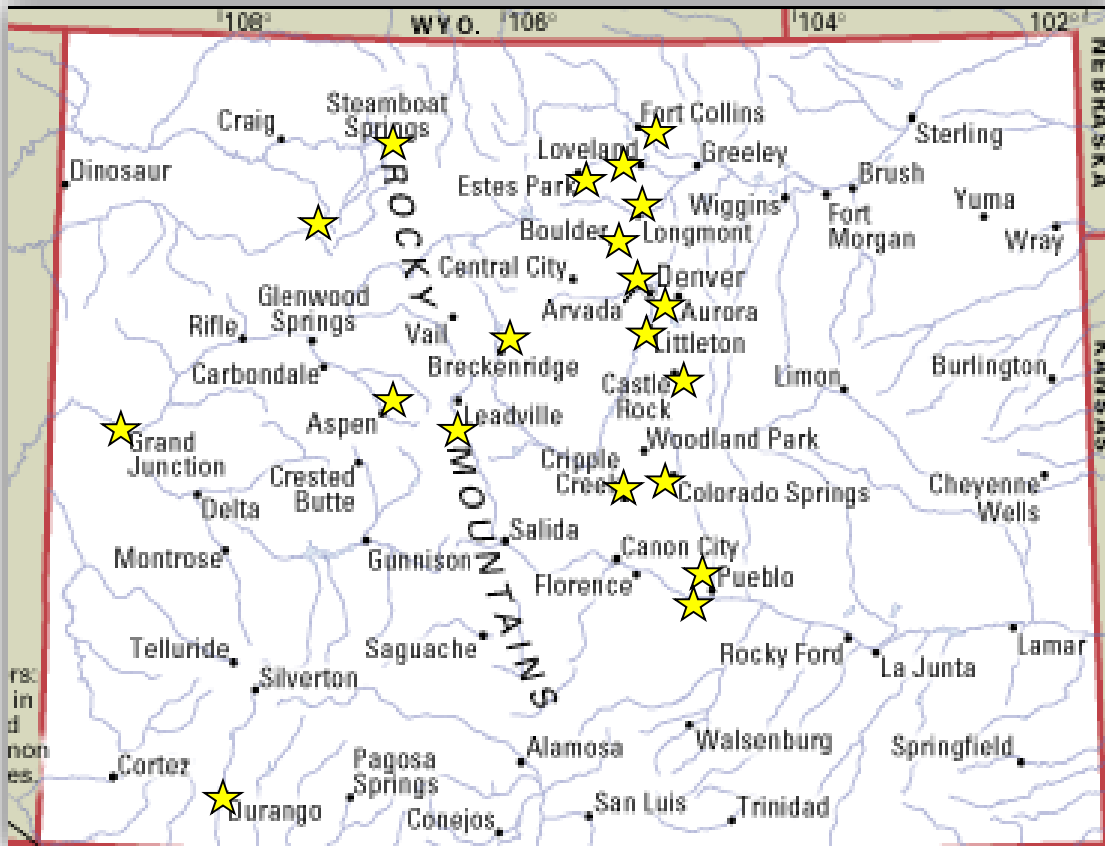 108°
WYO.
106°
104°
102°
NEBRASKA
KANSAS
Steamboat
Springs
Craig
Dinosaur
Fort Collins
Loveland
Greeley
Sterling
Estes Park
Wiggins
Brush
Fort
Morgan
Yuma
Wray
Boulder
Longmont
Central City
Denver
Arvada
Aurora
Glenwood
Springs
Rifle
Vail
Littleton
Breckenridge
Carbondale
Castle
Rock
Limon
Burlington
Aspen
Leadville
ROCKY MOUNTAINS
Grand
Junction
Woodland Park
Cripple
Creek
Crested
Butte
Colorado Springs
Cheyenne
Wells
Delta
Salida
Montrose
Gunnison
Canon City
Florence
Pueblo
Telluride
Saguache
Rocky Ford
La Junta
Lamar
Silverton
rs:
in
d
mon
es.
Alamosa
Walsenburg
Springfield
Cortez
Pagosa
Springs
Durango
Conejos
San Luis
Trinidad